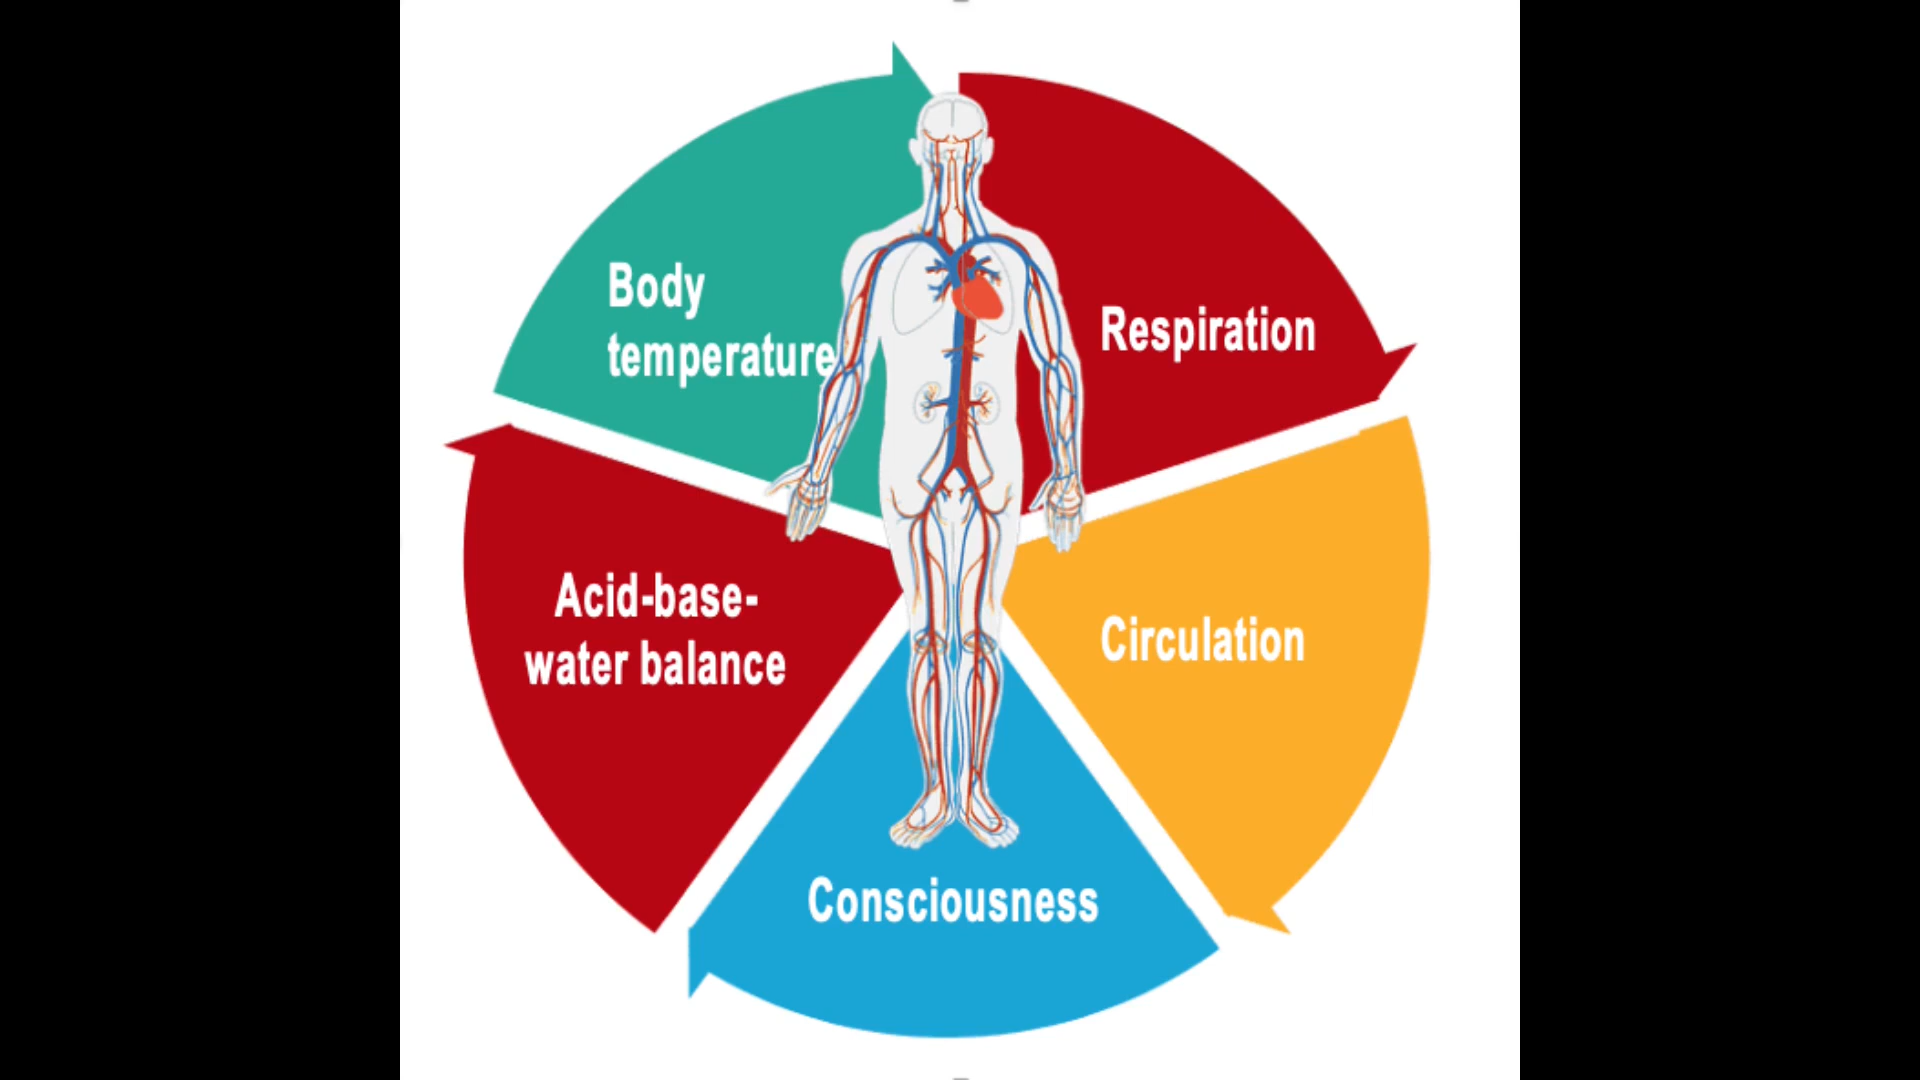 Body
temperature
Respiration
Acid-base-
water balance
Circulation
Consciousness